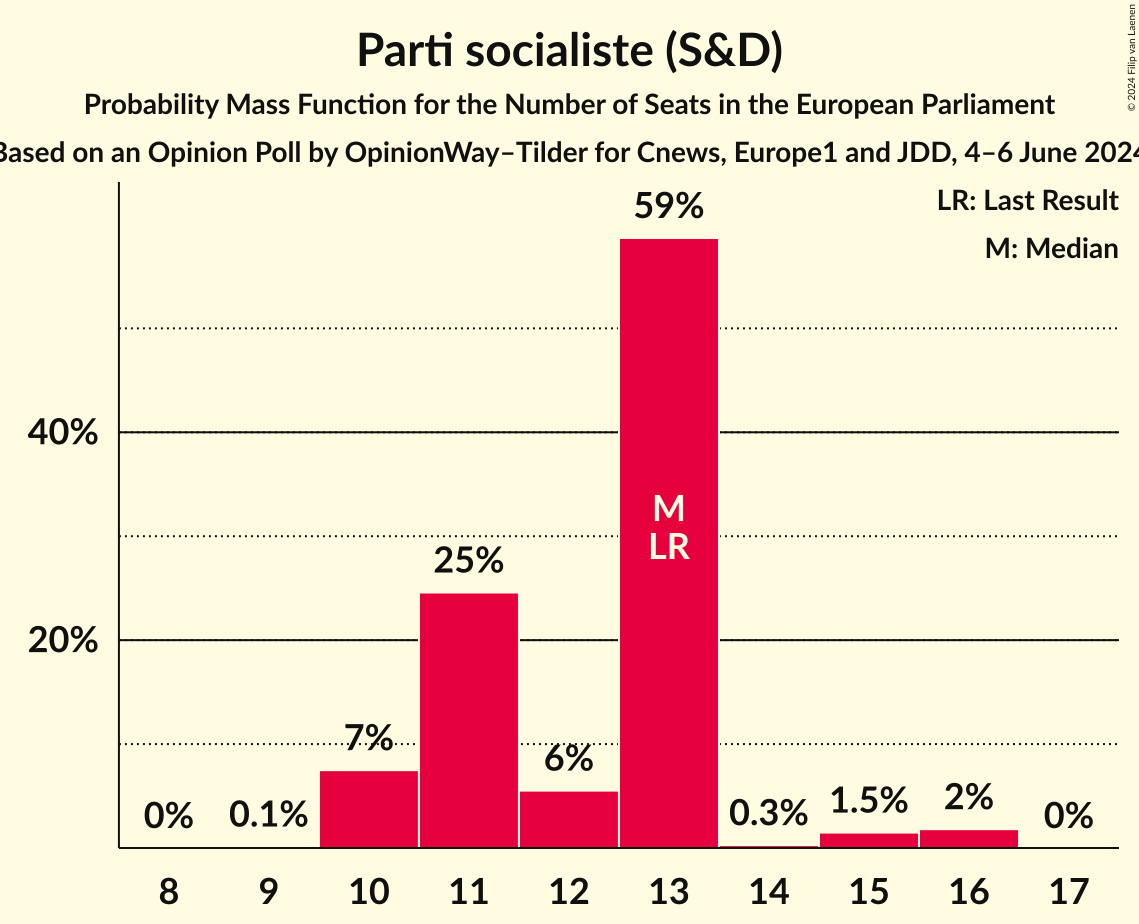 Parti socialiste (S&D)
Probability Mass Function for the Number of Seats in the European Parliament
Based on an Opinion Poll by OpinionWay–Tilder for Cnews, Europe1 and JDD, 4–6 June 2024
© 2024 Filip van Laenen
LR: Last Result
M: Median
59%
40%
M
LR
25%
20%
7%
6%
0%
0.1%
0.3%
1.5%
2%
0%
8 9 10 11 12 13 14 15 16 17